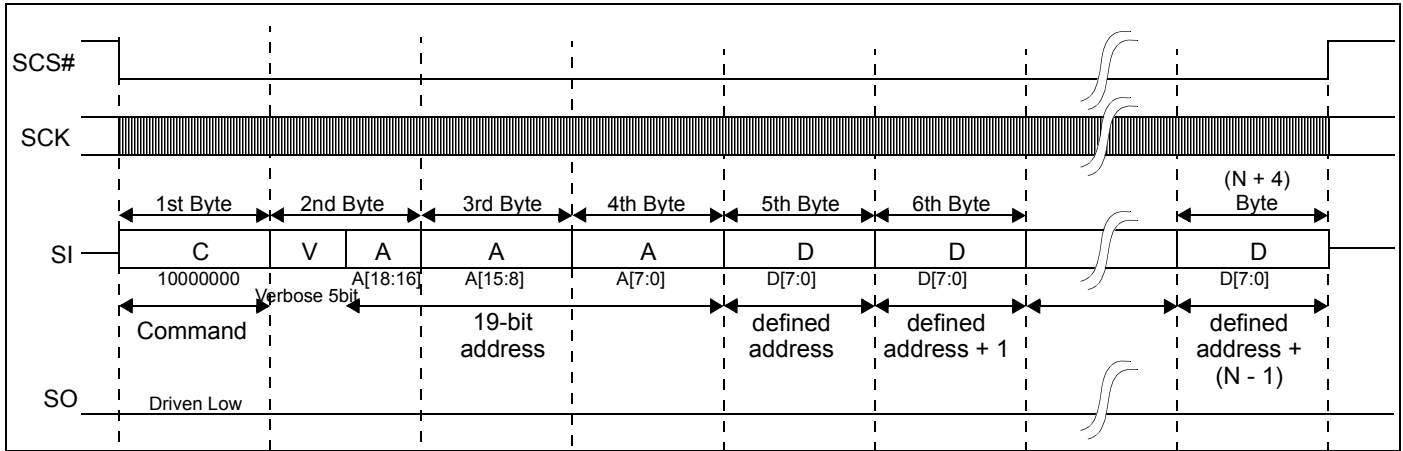 SCS#
SCK
(N + 4)
1st Byte 2nd Byte 3rd Byte 4th Byte 5th Byte 6th Byte Byte
SI C V A A A D D D
10000000 A[18:16] A[15:8] A[7:0] D[7:0] D[7:0] D[7:0]
Verbose 5bit
Command 19-bit defined defined defined
address address address + 1 address +
(N - 1)
SO Driven Low